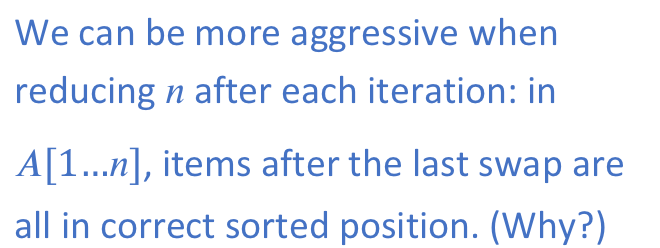 We can be more aggressive when
reducing n after each iteration: in
A[1...n], items after the last swap are
all in correct sorted position. (Why?)